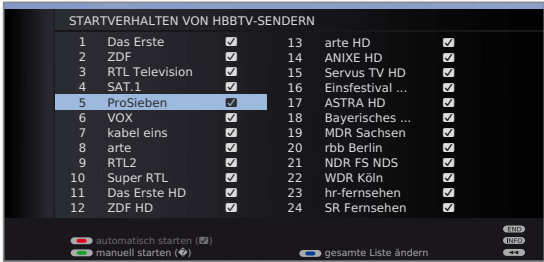 STARTVERHALTEN VON HBBTV-SENDERN
1 Das Erste ☑
2 ZDF ☑
3 RTL Television ☑
4 SAT.1 ☑
5 ProSieben ☑
6 VOX ☑
7 kabel eins ☑
8 arte ☑
9 RTL2 ☑
10 Super RTL ☑
11 Das Erste HD ☑
12 ZDF HD ☑
13 arte HD ☑
14 ANIXE HD ☑
15 Servus TV HD ☑
16 Einsfestival ... ☑
17 ASTRA HD ☑
18 Bayerisches ... ☑
19 MDR Sachsen ☑
20 rbb Berlin ☑
21 NDR FS NDS ☑
22 WDR Köln ☑
23 hr-fernsehen ☑
24 SR Fernsehen ☑
automatisch starten (☑)
manuell starten (�)
gesamte Liste ändern
END
INFO